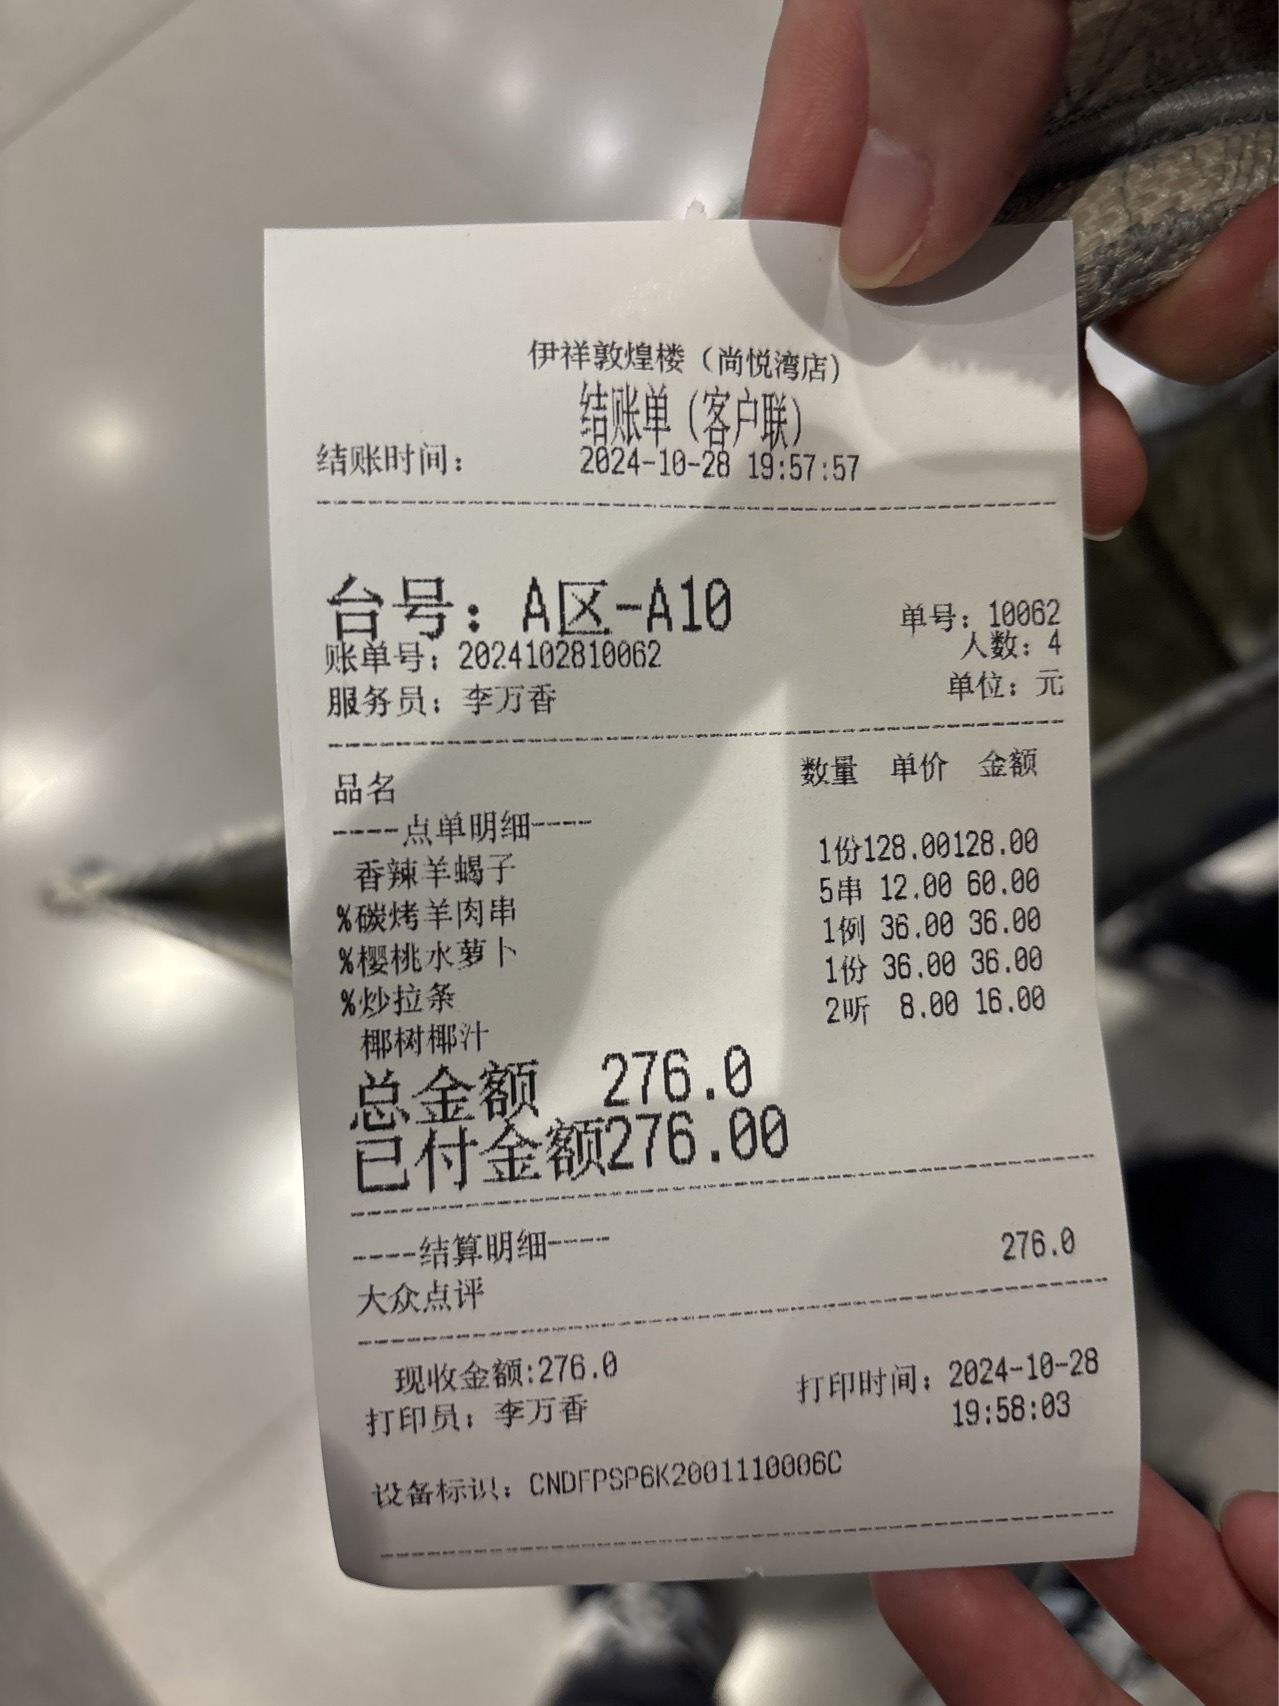 伊祥敦煌楼（尚悦湾店）
结账单（客户联）
结账时间： 2024-10-28 19:57:57
台号：A区-A10
单号：10062
账单号：2024102810062
人数：4
服务员：李万香
单位：元
品名 数量 单价 金额
----点单明细----
香辣羊蝎子 1份128.00128.00
%碳烤羊肉串 5串 12.00 60.00
%樱桃水萝卜 1例 36.00 36.00
%炒拉条 1份 36.00 36.00
椰树椰汁 2听 8.00 16.00
总金额 276.0
已付金额276.00
----结算明细----
大众点评 276.0
现收金额:276.0
打印员：李万香 打印时间：2024-10-28
19:58:03
设备标识：CNDFPSP6K2001110006C